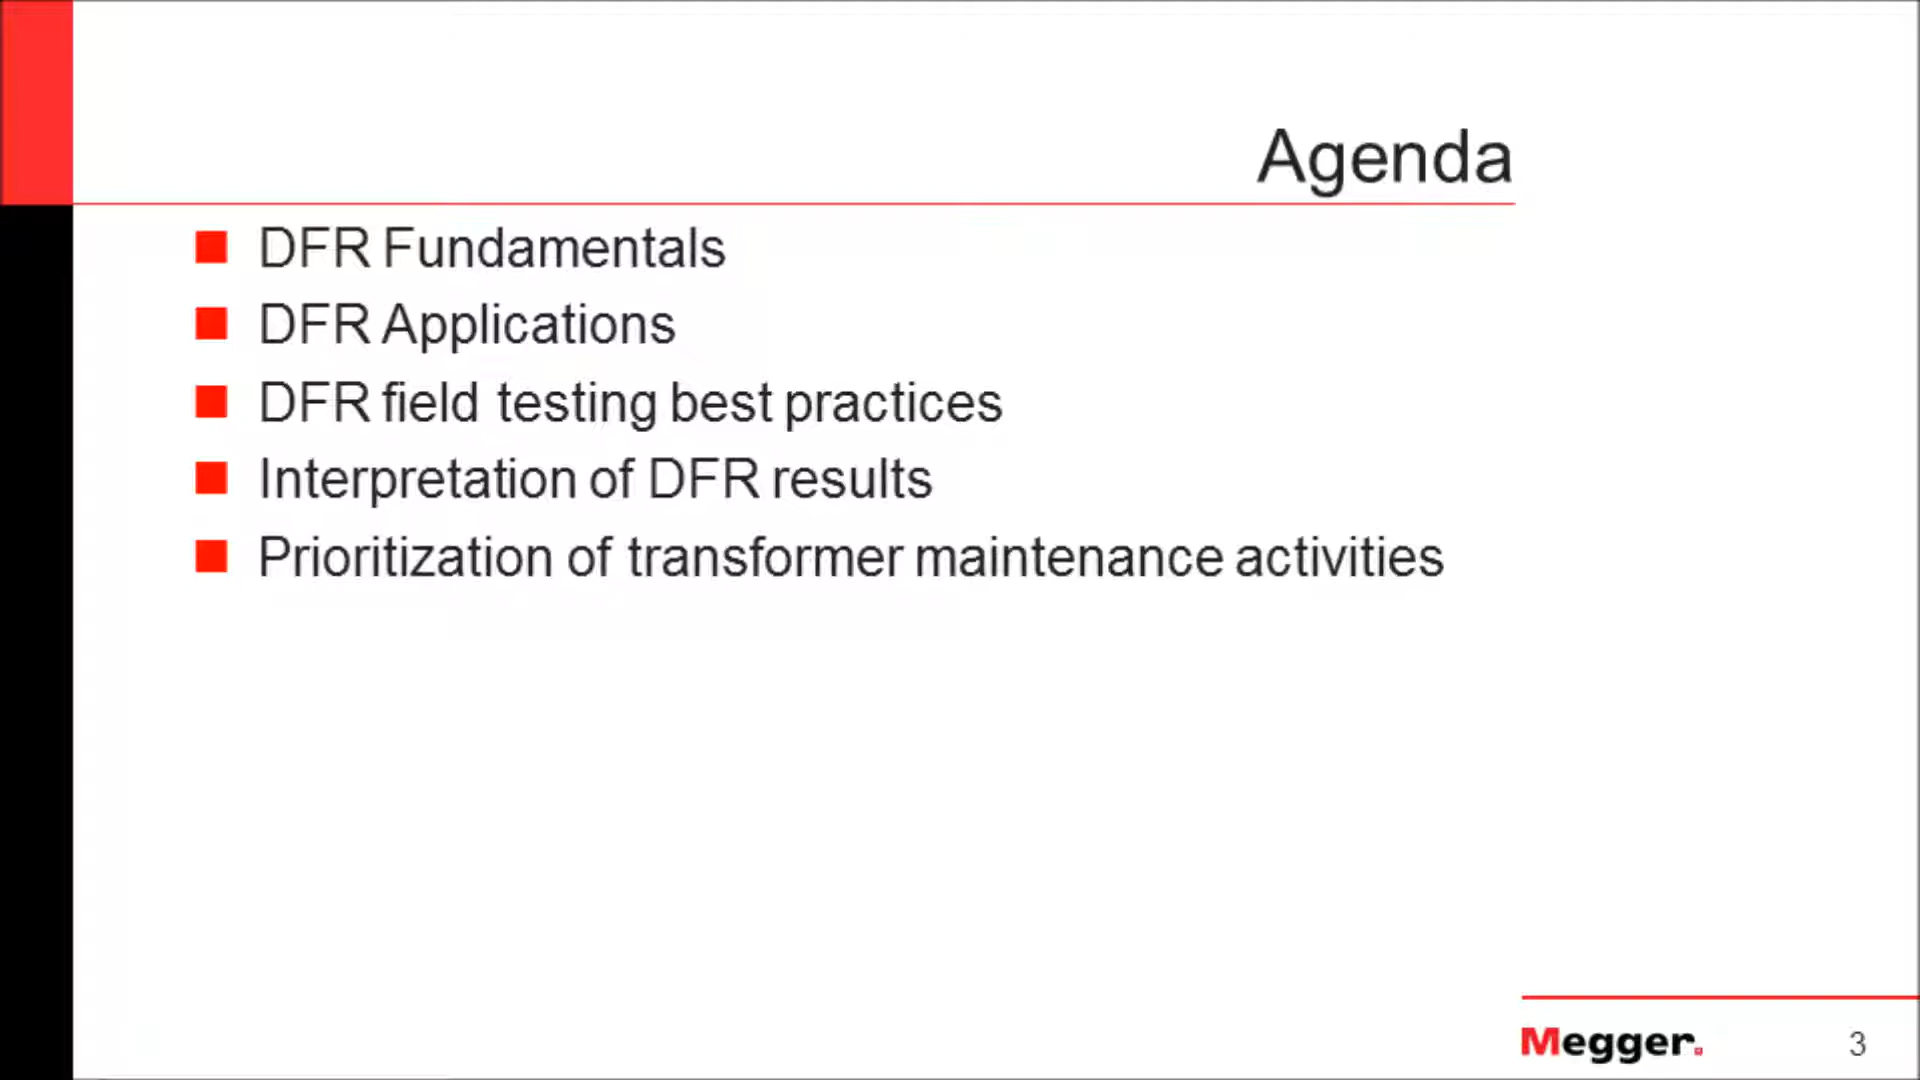 Agenda
DFR Fundamentals
DFR Applications
DFR field testing best practices
Interpretation of DFR results
Prioritization of transformer maintenance activities
Megger.
3